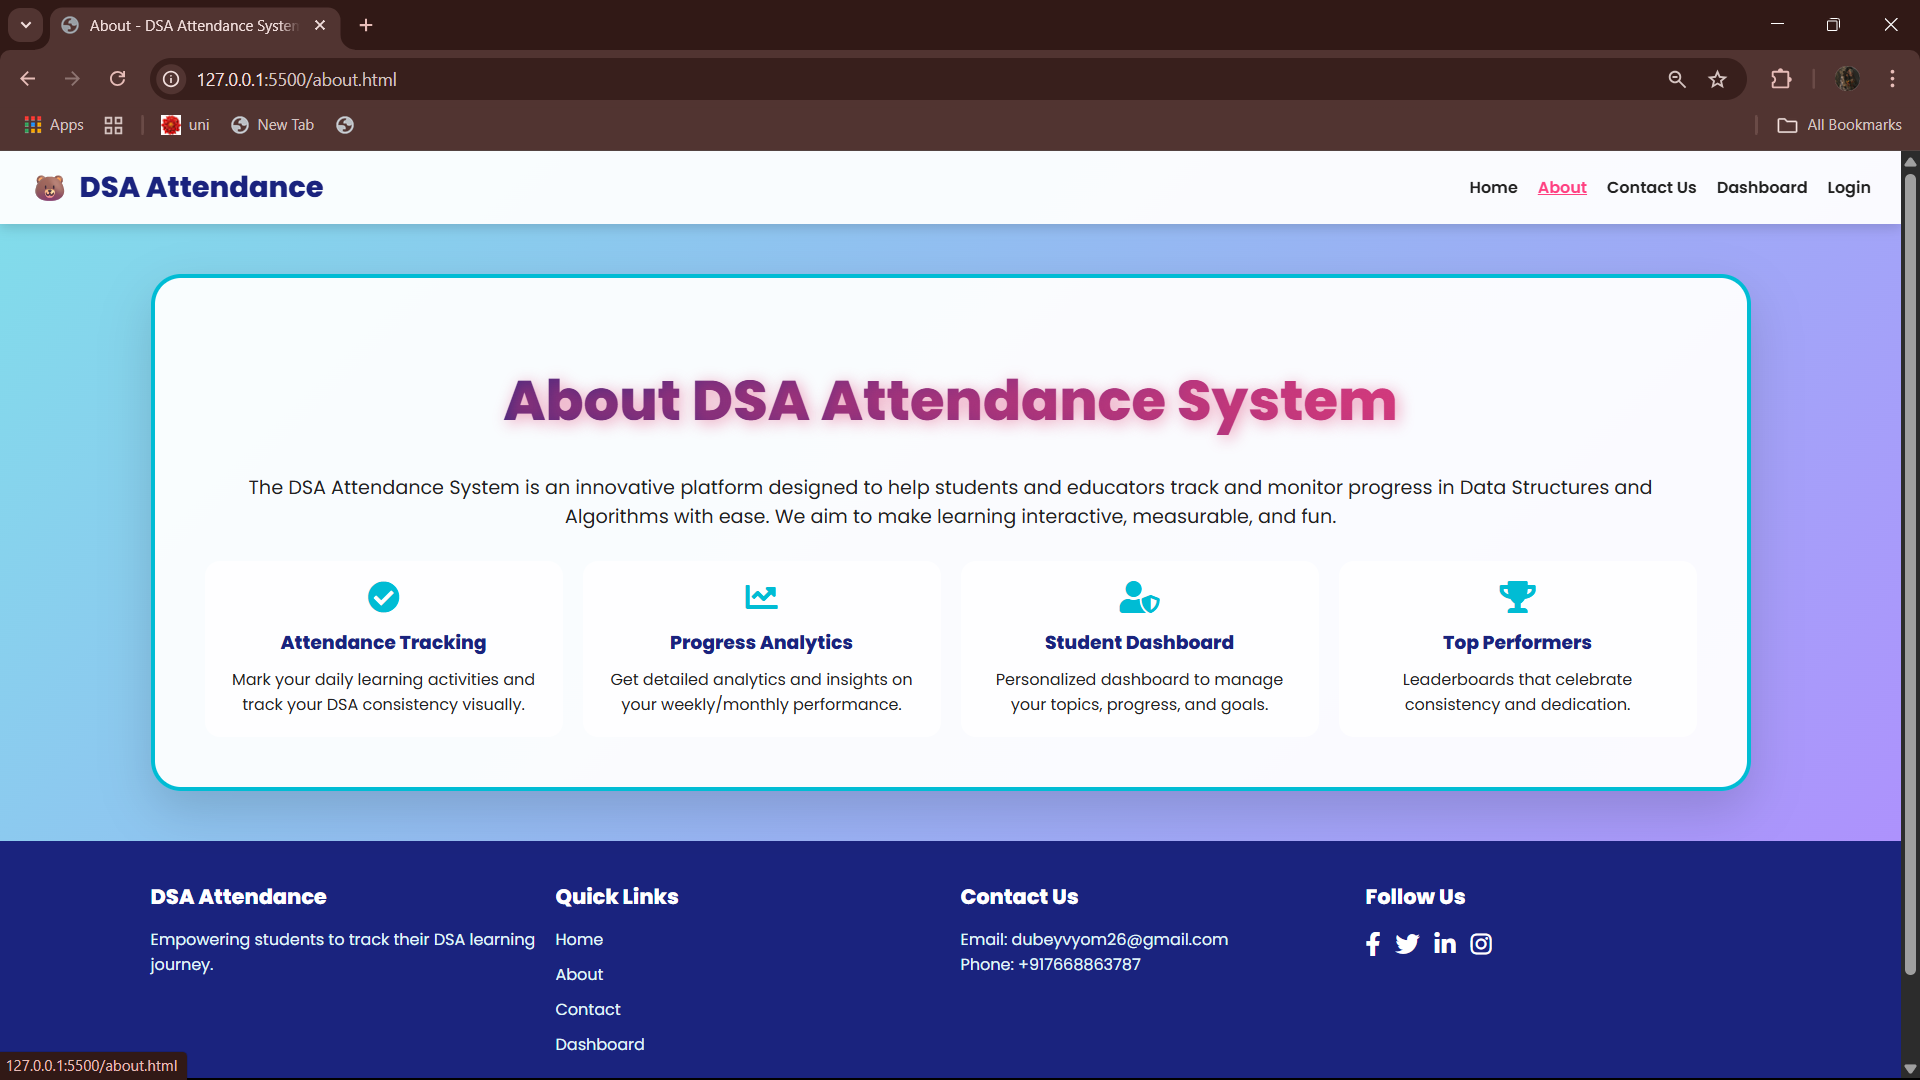 About - DSA Attendance System
127.0.0.1:5500/about.html
Apps
uni
New Tab
All Bookmarks
DSA Attendance
Home
About
Contact Us
Dashboard
Login
About DSA Attendance System
The DSA Attendance System is an innovative platform designed to help students and educators track and monitor progress in Data Structures and
Algorithms with ease. We aim to make learning interactive, measurable, and fun.
Attendance Tracking
Mark your daily learning activities and
track your DSA consistency visually.
Progress Analytics
Get detailed analytics and insights on
your weekly/monthly performance.
Student Dashboard
Personalized dashboard to manage
your topics, progress, and goals.
Top Performers
Leaderboards that celebrate
consistency and dedication.
DSA Attendance
Empowering students to track their DSA learning
journey.
Quick Links
Home
About
Contact
Dashboard
Contact Us
Email: dubeyvyom26@gmail.com
Phone: +917668863787
Follow Us
127.0.0.1:5500/about.html